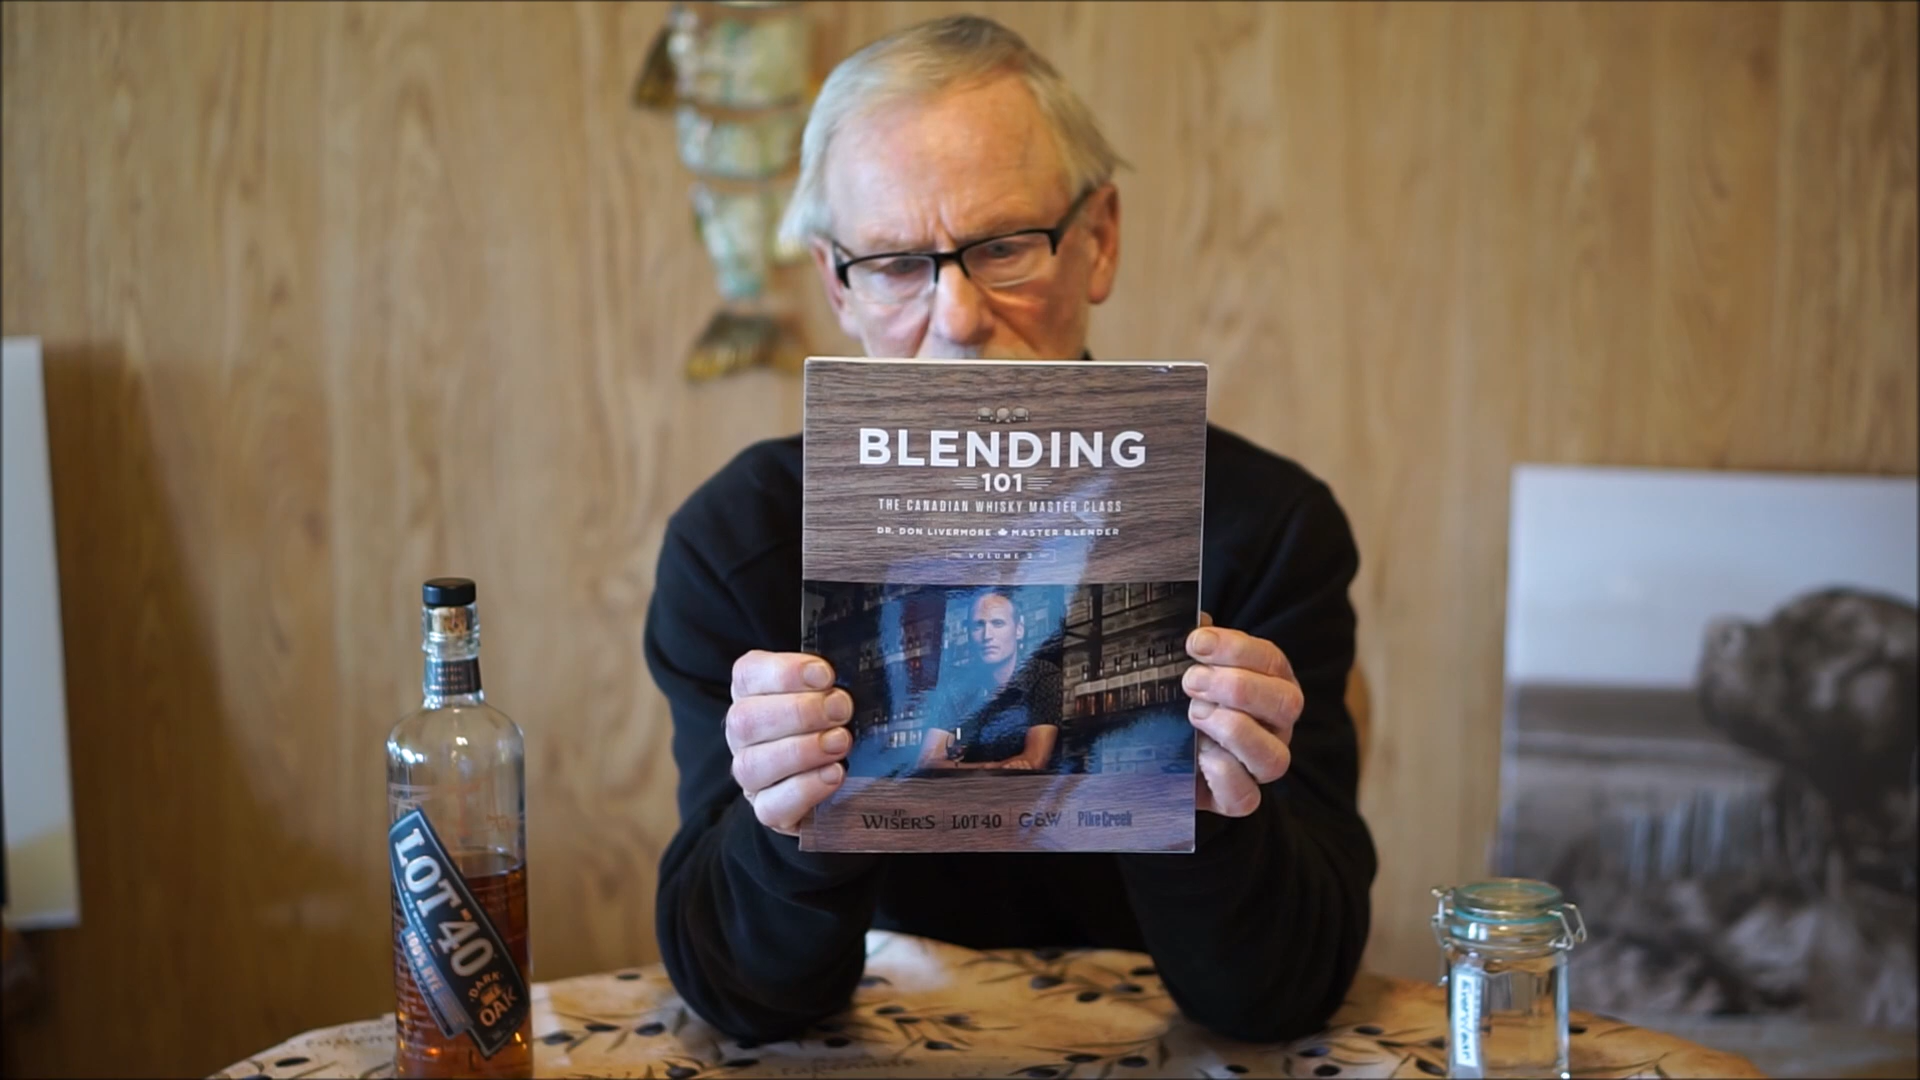 BLENDING
101
THE CANADIAN WHISKY MASTER CLASS
DR. DON LIVERMORE MASTER BLENDER
VOLUME 2
J.P.
WISER'S LOT 40 G&W Pike Creek
LOT 40
100% RYE
DARK
OAK